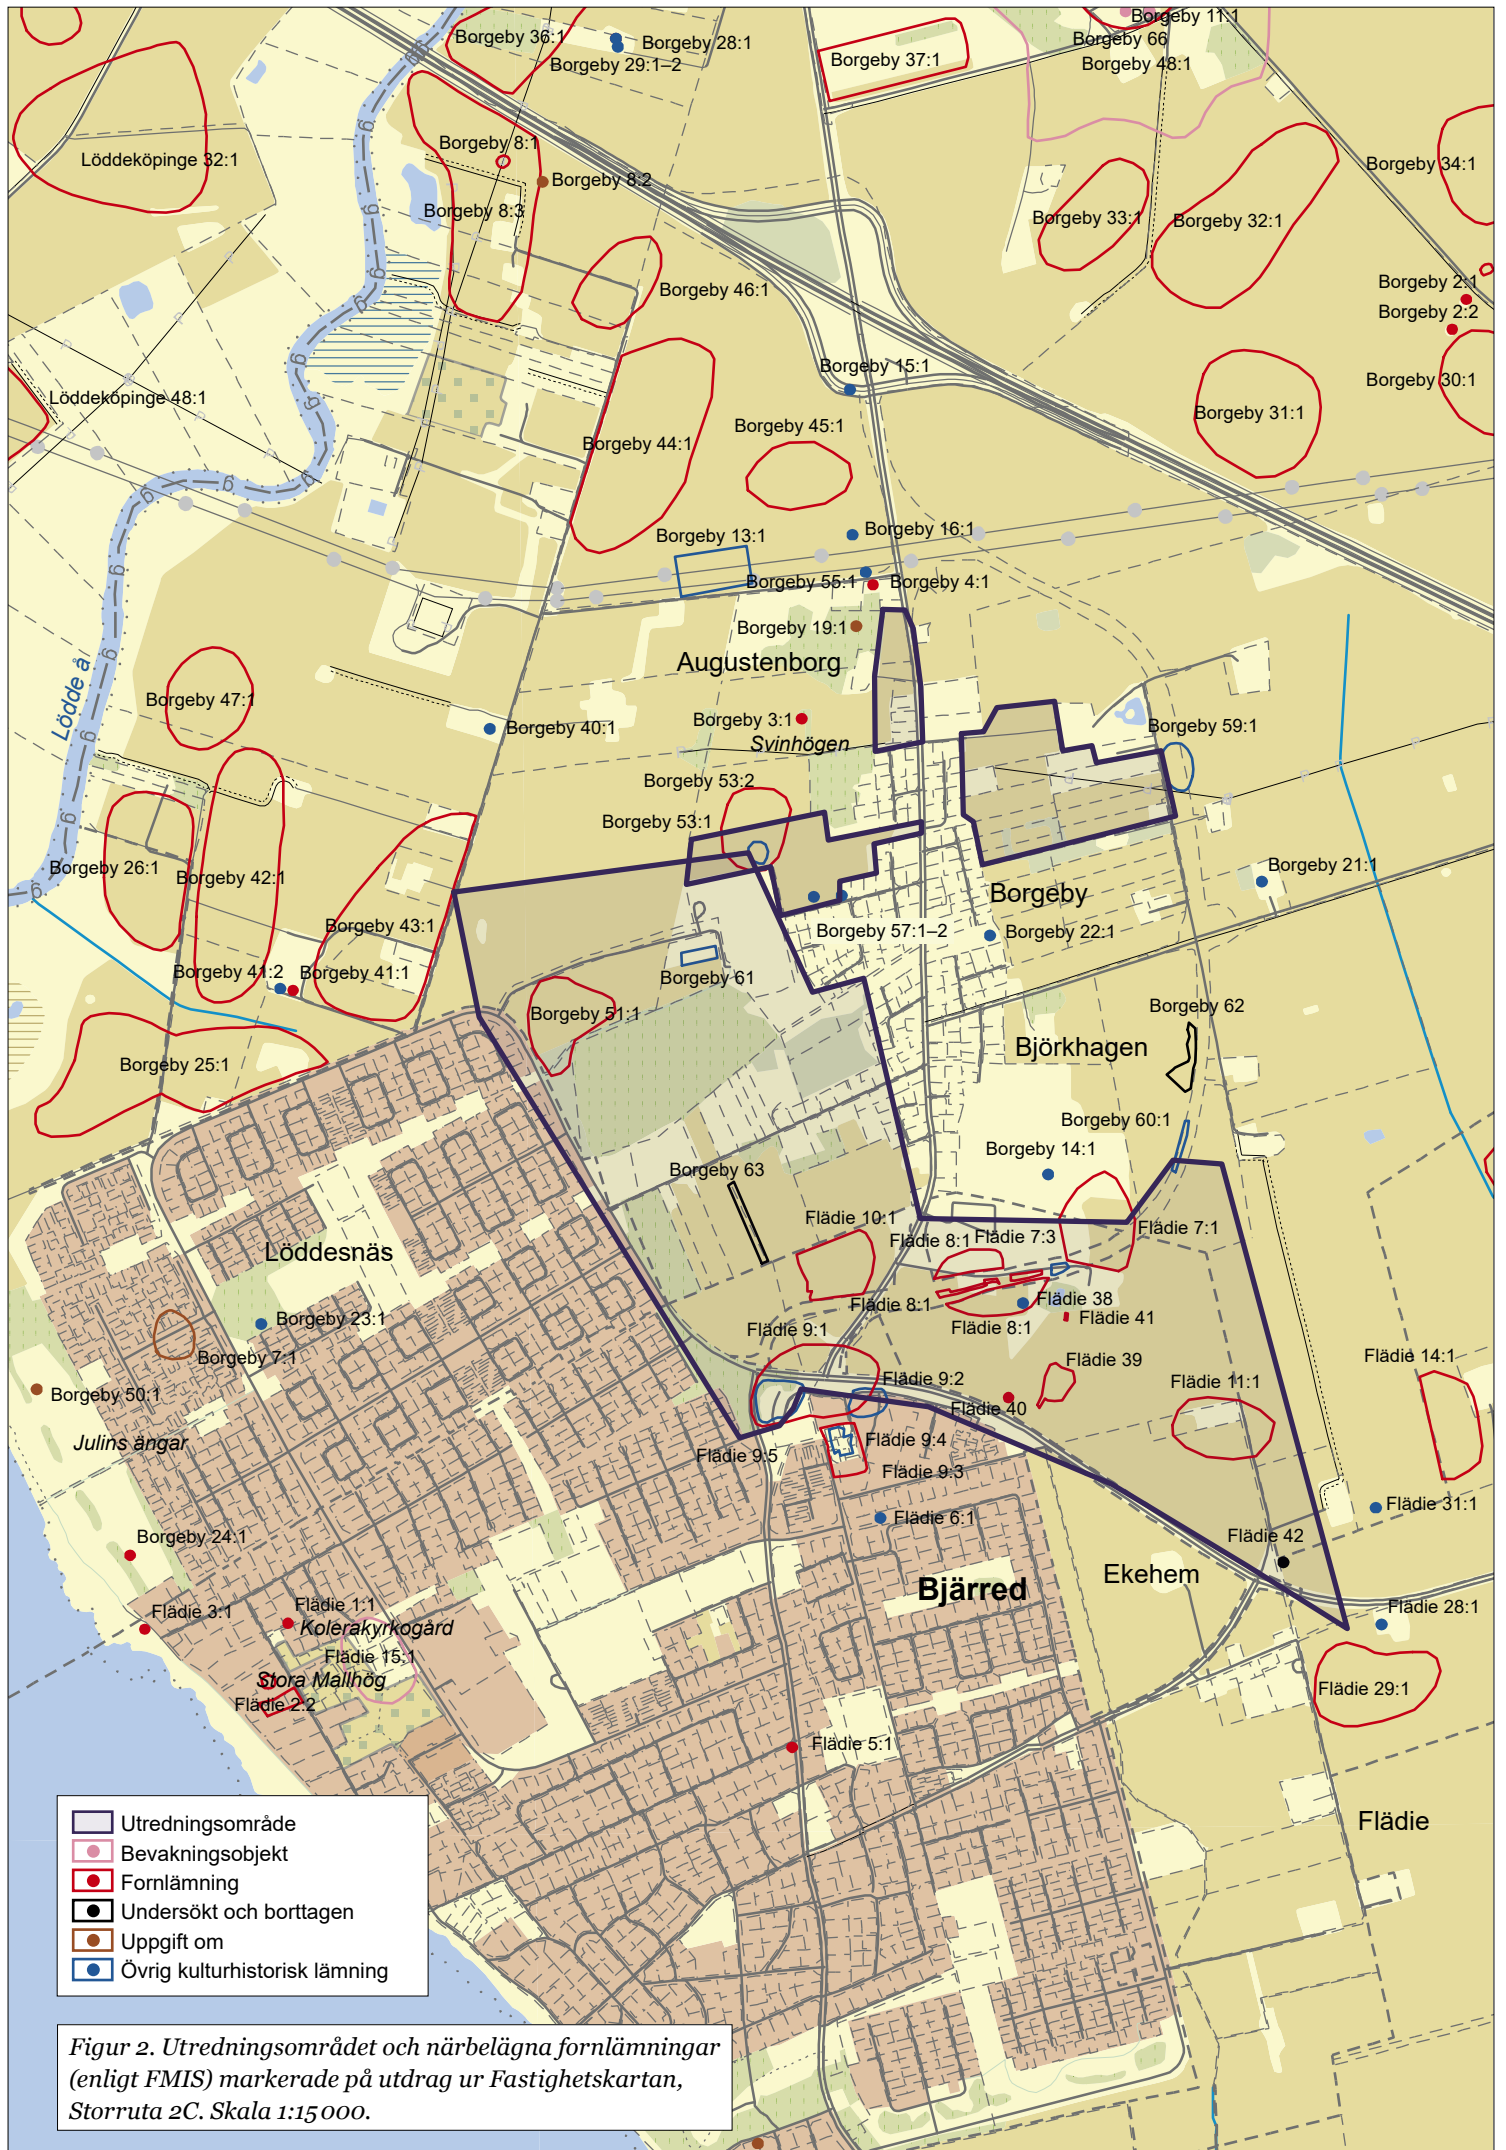 Borgeby 11:1
Borgeby 36:1
Borgeby 28:1
Borgeby 66
Borgeby 29:1–2
Borgeby 37:1
Borgeby 48:1
Borgeby 8:1
Löddeköpinge 32:1
Borgeby 34:1
Borgeby 8:2
Borgeby 8:3
Borgeby 33:1
Borgeby 32:1
Borgeby 46:1
Borgeby 2:1
Borgeby 2:2
Borgeby 15:1
Borgeby 30:1
Löddeköpinge 48:1
Borgeby 31:1
Borgeby 45:1
Borgeby 44:1
Borgeby 16:1
Borgeby 13:1
Borgeby 55:1
Borgeby 4:1
Borgeby 19:1
Augustenborg
Lödde å
Borgeby 47:1
Borgeby 3:1
Borgeby 40:1
Svinhögen
Borgeby 59:1
Borgeby 53:2
Borgeby 53:1
Borgeby 26:1
Borgeby 42:1
Borgeby 21:1
Borgeby
Borgeby 43:1
Borgeby 57:1–2
Borgeby 22:1
Borgeby 41:2
Borgeby 41:1
Borgeby 61
Borgeby 51:1
Borgeby 62
Björkhagen
Borgeby 25:1
Borgeby 60:1
Borgeby 14:1
Borgeby 63
Flädie 10:1
Flädie 7:1
Flädie 8:1
Flädie 7:3
Löddesnäs
Flädie 38
Flädie 8:1
Borgeby 23:1
Flädie 41
Flädie 8:1
Flädie 9:1
Borgeby 7:1
Flädie 39
Flädie 14:1
Flädie 9:2
Flädie 11:1
Borgeby 50:1
Flädie 40
Julins ängar
Flädie 9:4
Flädie 9:5
Flädie 9:3
Flädie 31:1
Flädie 6:1
Borgeby 24:1
Flädie 42
Ekehem
Bjärred
Flädie 1:1
Flädie 3:1
Flädie 28:1
Kolerakyrkogård
Flädie 15:1
Stora Mallhög
Flädie 29:1
Flädie 2:2
Flädie 5:1
Flädie
Utredningsområde
Bevakningsobjekt
Fornlämning
Undersökt och borttagen
Uppgift om
Övrig kulturhistorisk lämning
Figur 2. Utredningsområdet och närbelägna fornlämningar
(enligt FMIS) markerade på utdrag ur Fastighetskartan,
Storruta 2C. Skala 1:15 000.